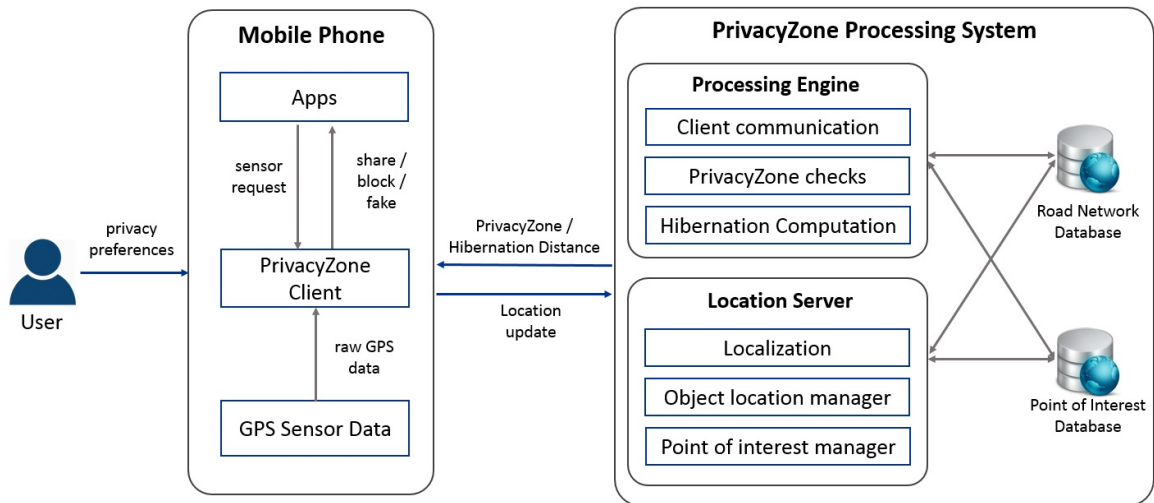 Mobile Phone
Apps
sensor
request
share /
block /
fake
privacy
preferences
User
PrivacyZone
Client
raw GPS
data
GPS Sensor Data
PrivacyZone /
Hibernation Distance
Location
update
PrivacyZone Processing System
Processing Engine
Client communication
PrivacyZone checks
Hibernation Computation
Location Server
Localization
Object location manager
Point of interest manager
Road Network
Database
Point of Interest
Database